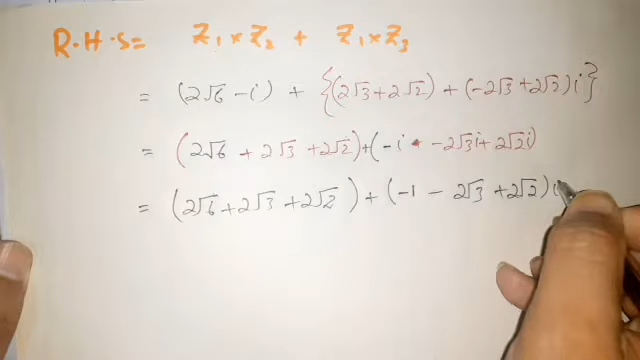 R.H.S= Z₁×Z₂ + Z₁×Z₃
= (2√6 -i) + {(2√3+2√2) + (-2√3+2√2)i}
= (2√6 + 2√3 +2√2)+(-i - 2√3i+2√2i)
= (2√6+2√3+2√2) + (-1 - 2√3 +2√2)i